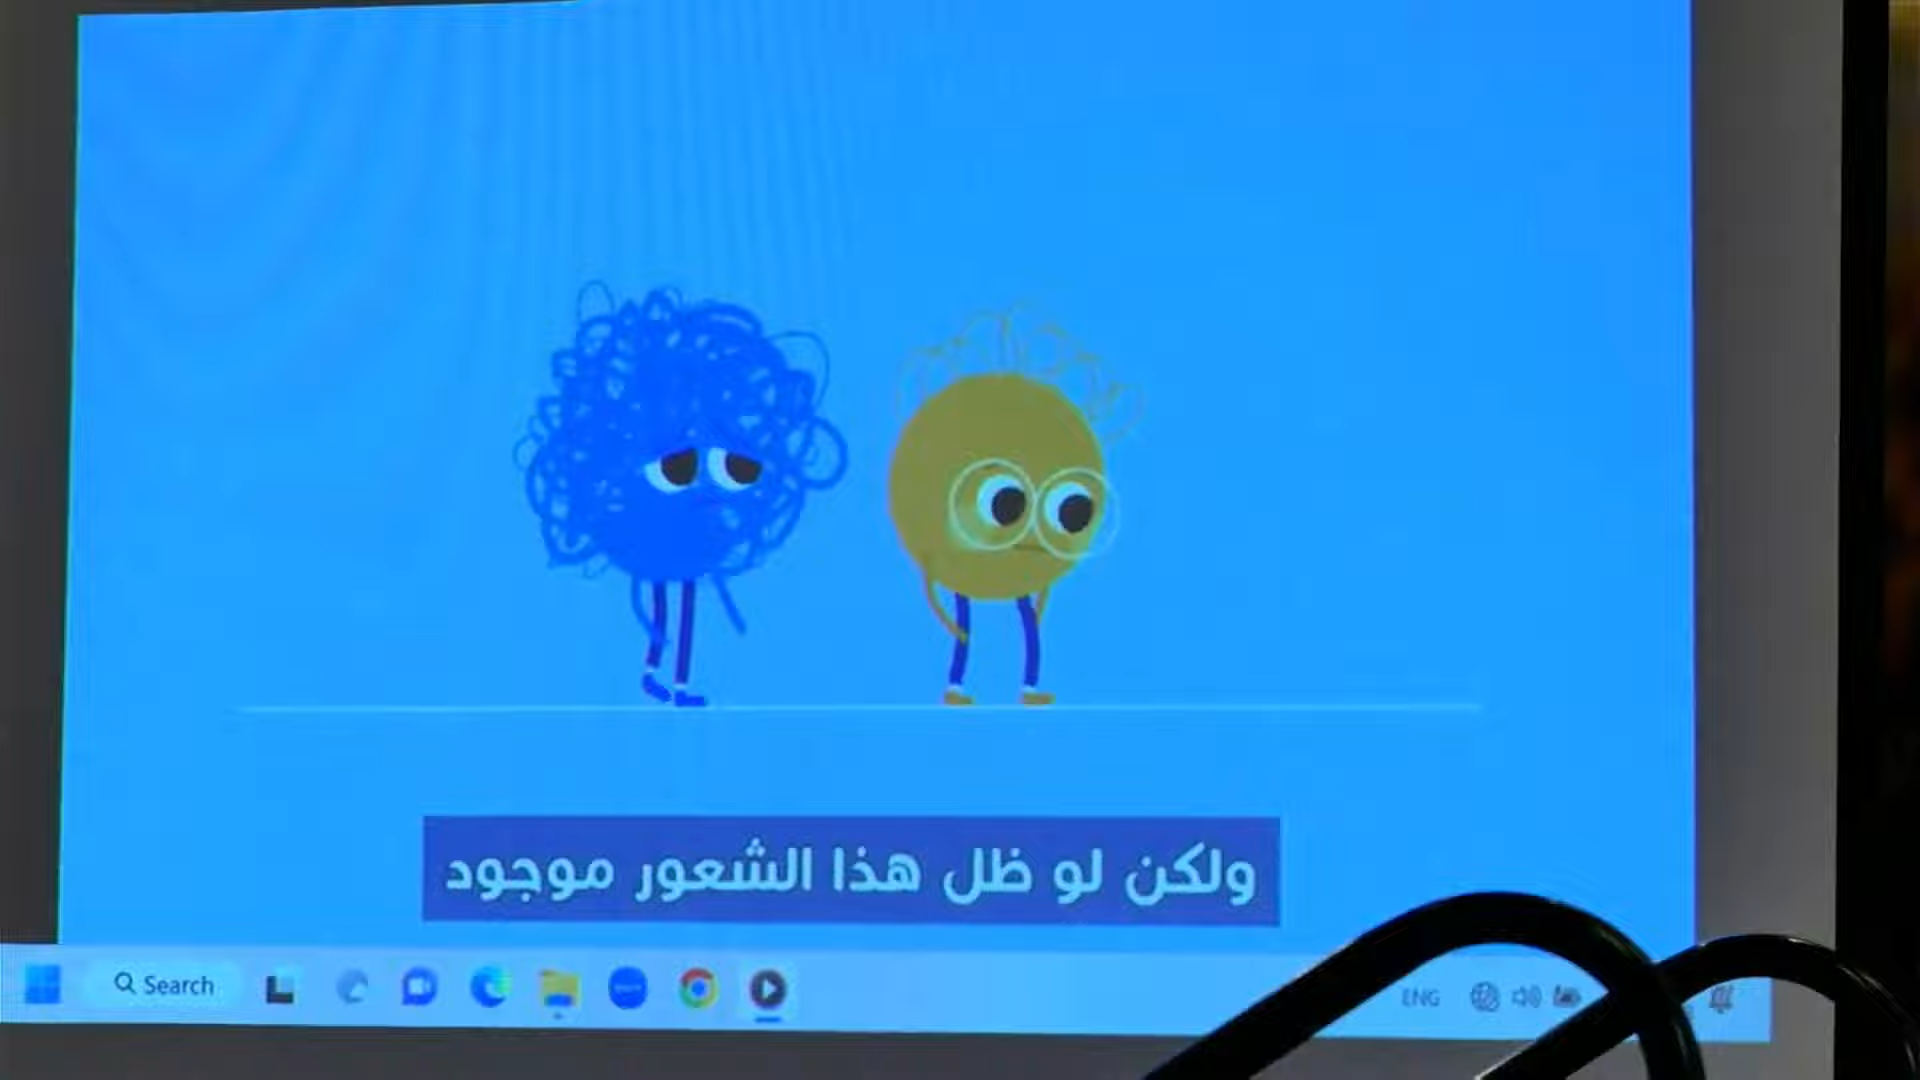 ولكن لو ظل هذا الشعور موجود
Search
ENG